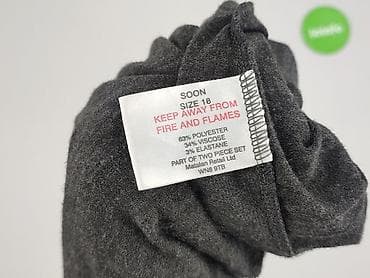 SOON
SIZE 18
KEEP AWAY FROM
FIRE AND FLAMES
63% POLYESTER
34% VISCOSE
3% ELASTANE
PART OF TWO PIECE SET
Matalan Retail Ltd
WN8 9TB